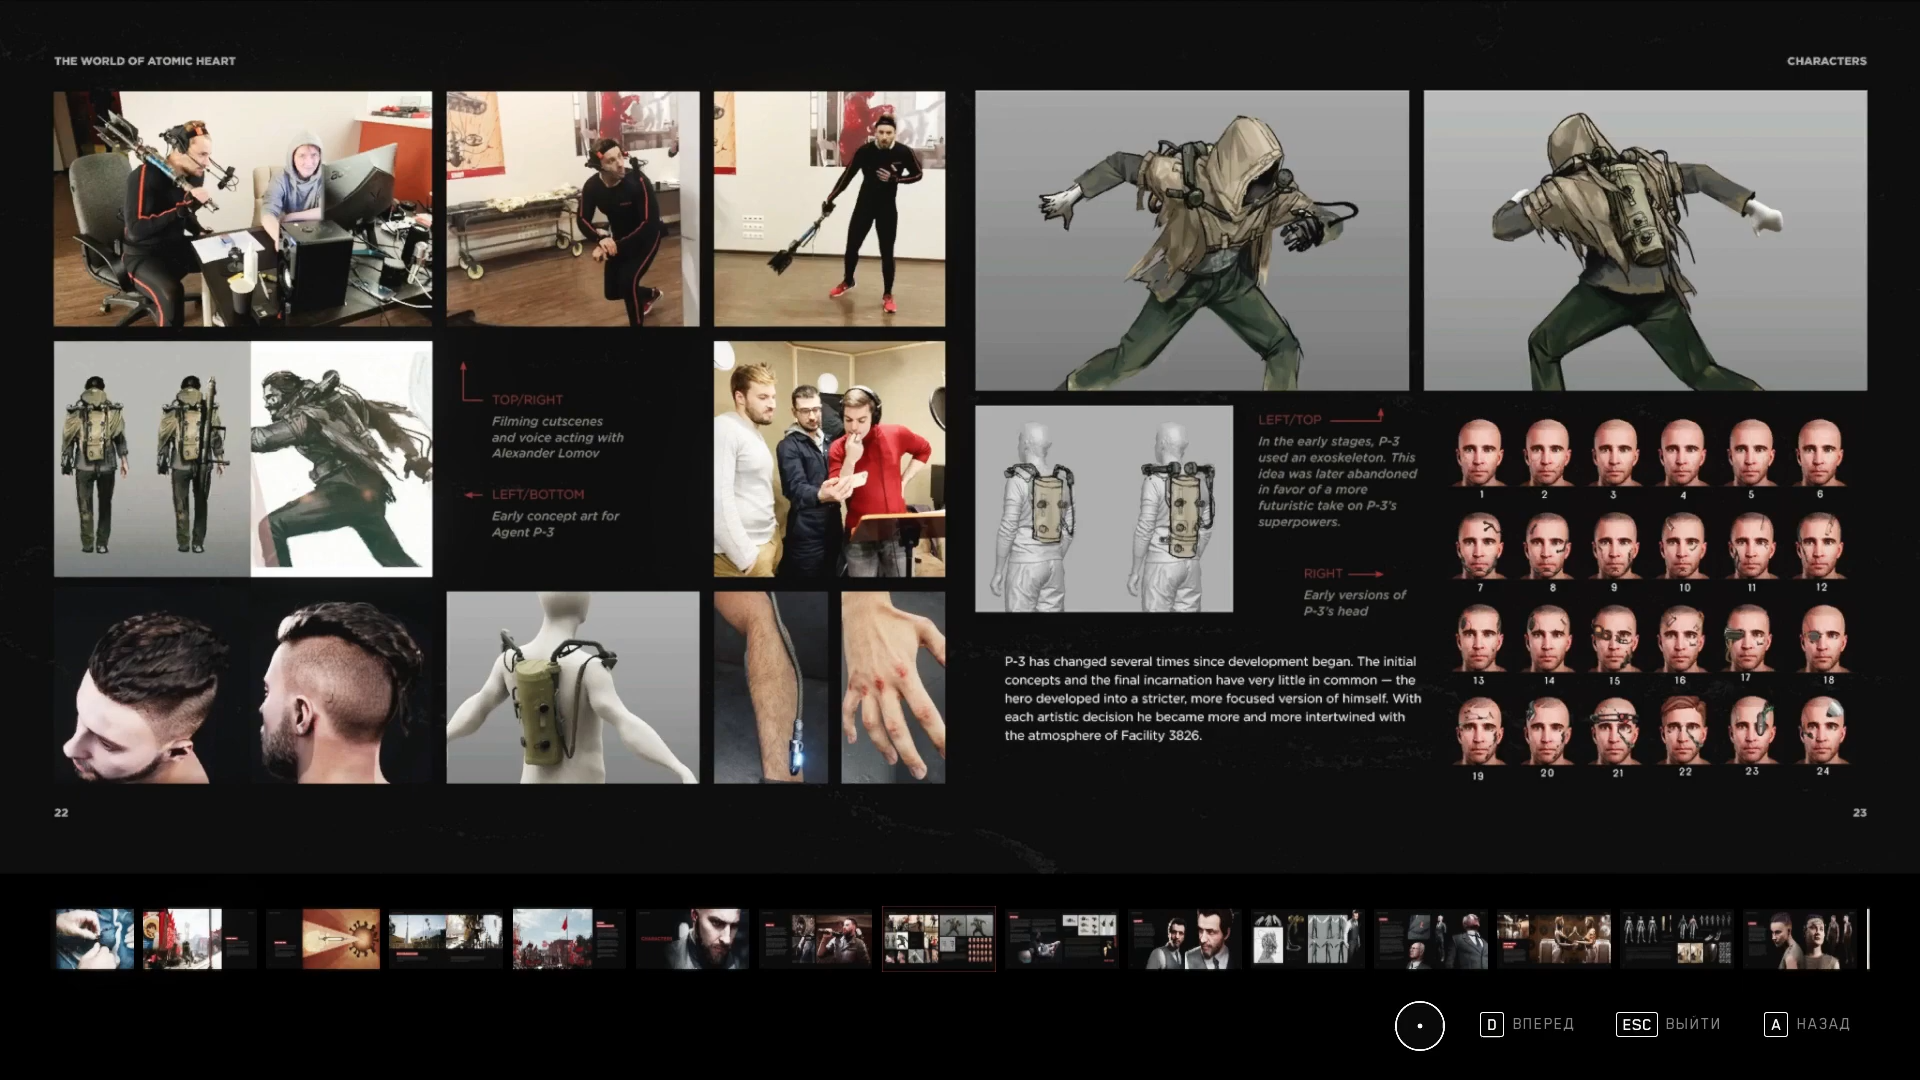 THE WORLD OF ATOMIC HEART
CHARACTERS
TOP/RIGHT
Filming cutscenes
and voice acting with
Alexander Lomov
LEFT/BOTTOM
Early concept art for
Agent P-3
LEFT/TOP
In the early stages, P-3
used an exoskeleton. This
idea was later abandoned
in favor of a more
futuristic take on P-3's
superpowers.
RIGHT
Early versions of
P-3's head
P-3 has changed several times since development began. The initial
concepts and the final incarnation have very little in common — the
hero developed into a stricter, more focused version of himself. With
each artistic decision he became more and more intertwined with
the atmosphere of Facility 3826.
1 2 3 4 5 6
7 8 9 10 11 12
13 14 15 16 17 18
19 20 21 22 23 24
22
23
D ВПЕРЕД
ESC ВЫЙТИ
A НАЗАД